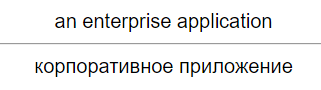 an enterprise application
корпоративное приложение